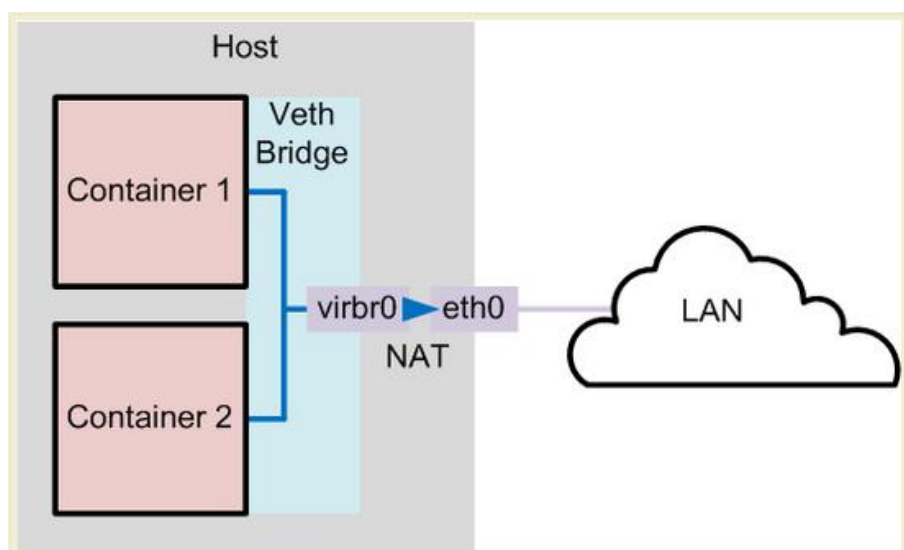 Host
Veth
Bridge
Container 1
virbr0
eth0
LAN
NAT
Container 2